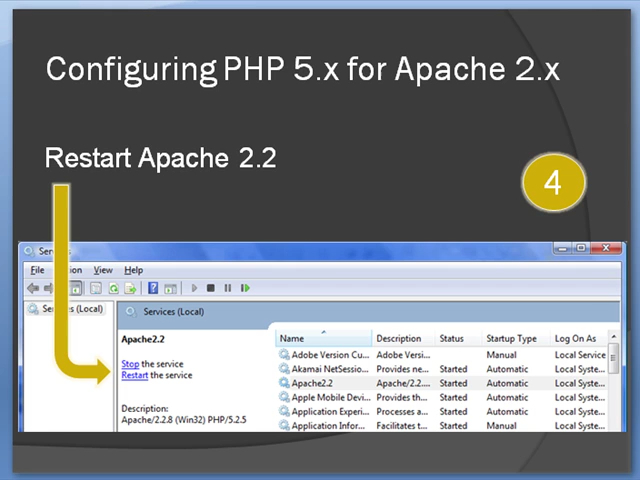 Configuring PHP 5.x for Apache 2.x
Restart Apache 2.2
4
File View Help
Services (Local)
Services (Local)
Apache2.2
Stop the service
Restart the service
Description:
Apache/2.2.8 (Win32) PHP/5.2.5
Name Description Status Startup Type Log On As
Adobe Version Cu... Adobe Versi... Manual Local Service
Akamai NetSessio... Provides ne... Started Automatic Local Syste...
Apache2.2 Apache/2.2.... Started Automatic Local Syste...
Apple Mobile Devi... Provides th... Started Automatic Local Syste...
Application Experi... Processes a... Started Automatic Local Syste...
Application Infor... Facilitates t... Started Manual Local Syste...